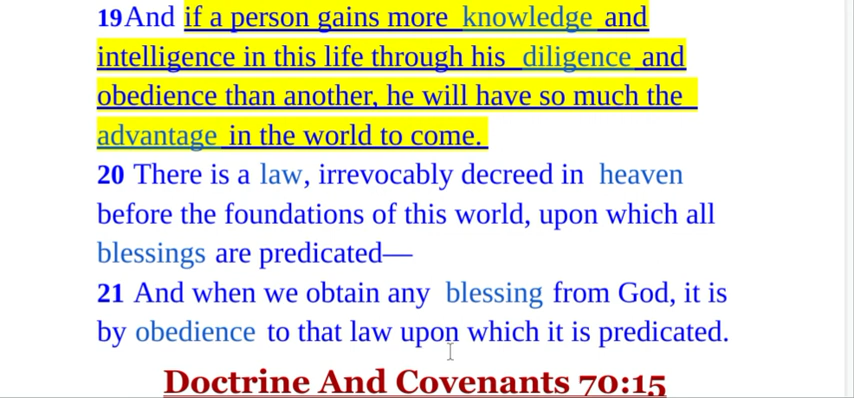 19And if a person gains more knowledge and
intelligence in this life through his diligence and
obedience than another, he will have so much the
advantage in the world to come.
20 There is a law, irrevocably decreed in heaven
before the foundations of this world, upon which all
blessings are predicated—
21 And when we obtain any blessing from God, it is
by obedience to that law upon which it is predicated.
Doctrine And Covenants 70:15